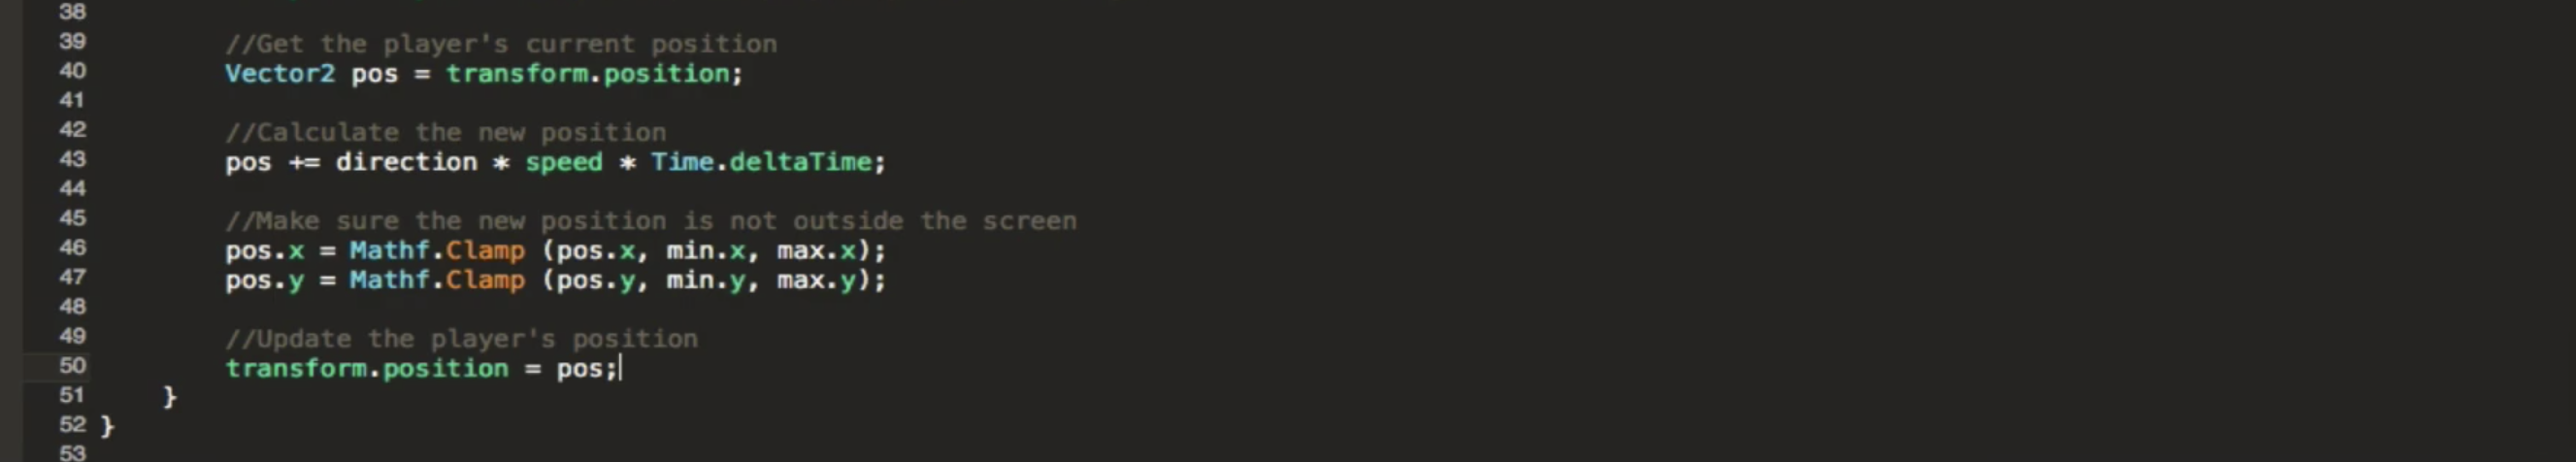 38
39 //Get the player's current position
40 Vector2 pos = transform.position;
41
42 //Calculate the new position
43 pos += direction * speed * Time.deltaTime;
44
45 //Make sure the new position is not outside the screen
46 pos.x = Mathf.Clamp (pos.x, min.x, max.x);
47 pos.y = Mathf.Clamp (pos.y, min.y, max.y);
48
49 //Update the player's position
50 transform.position = pos;
51 }
52 }
53